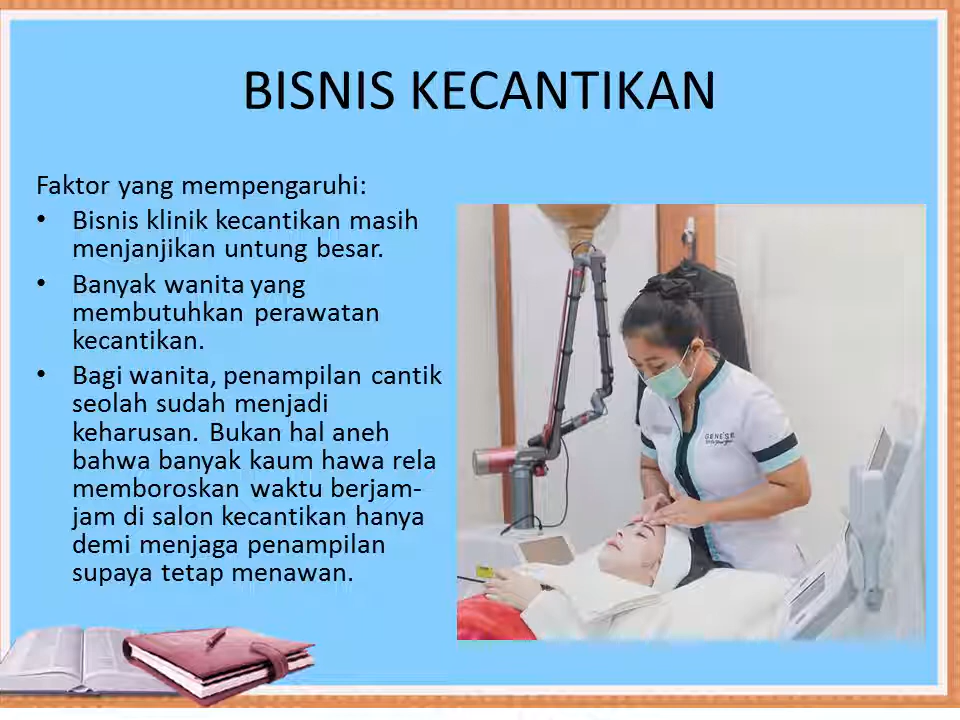 BISNIS KECANTIKAN
Faktor yang mempengaruhi:
• Bisnis klinik kecantikan masih
menjanjikan untung besar.
• Banyak wanita yang
membutuhkan perawatan
kecantikan.
• Bagi wanita, penampilan cantik
seolah sudah menjadi
keharusan. Bukan hal aneh
bahwa banyak kaum hawa rela
memboroskan waktu berjam-
jam di salon kecantikan hanya
demi menjaga penampilan
supaya tetap menawan.
GENE'SE